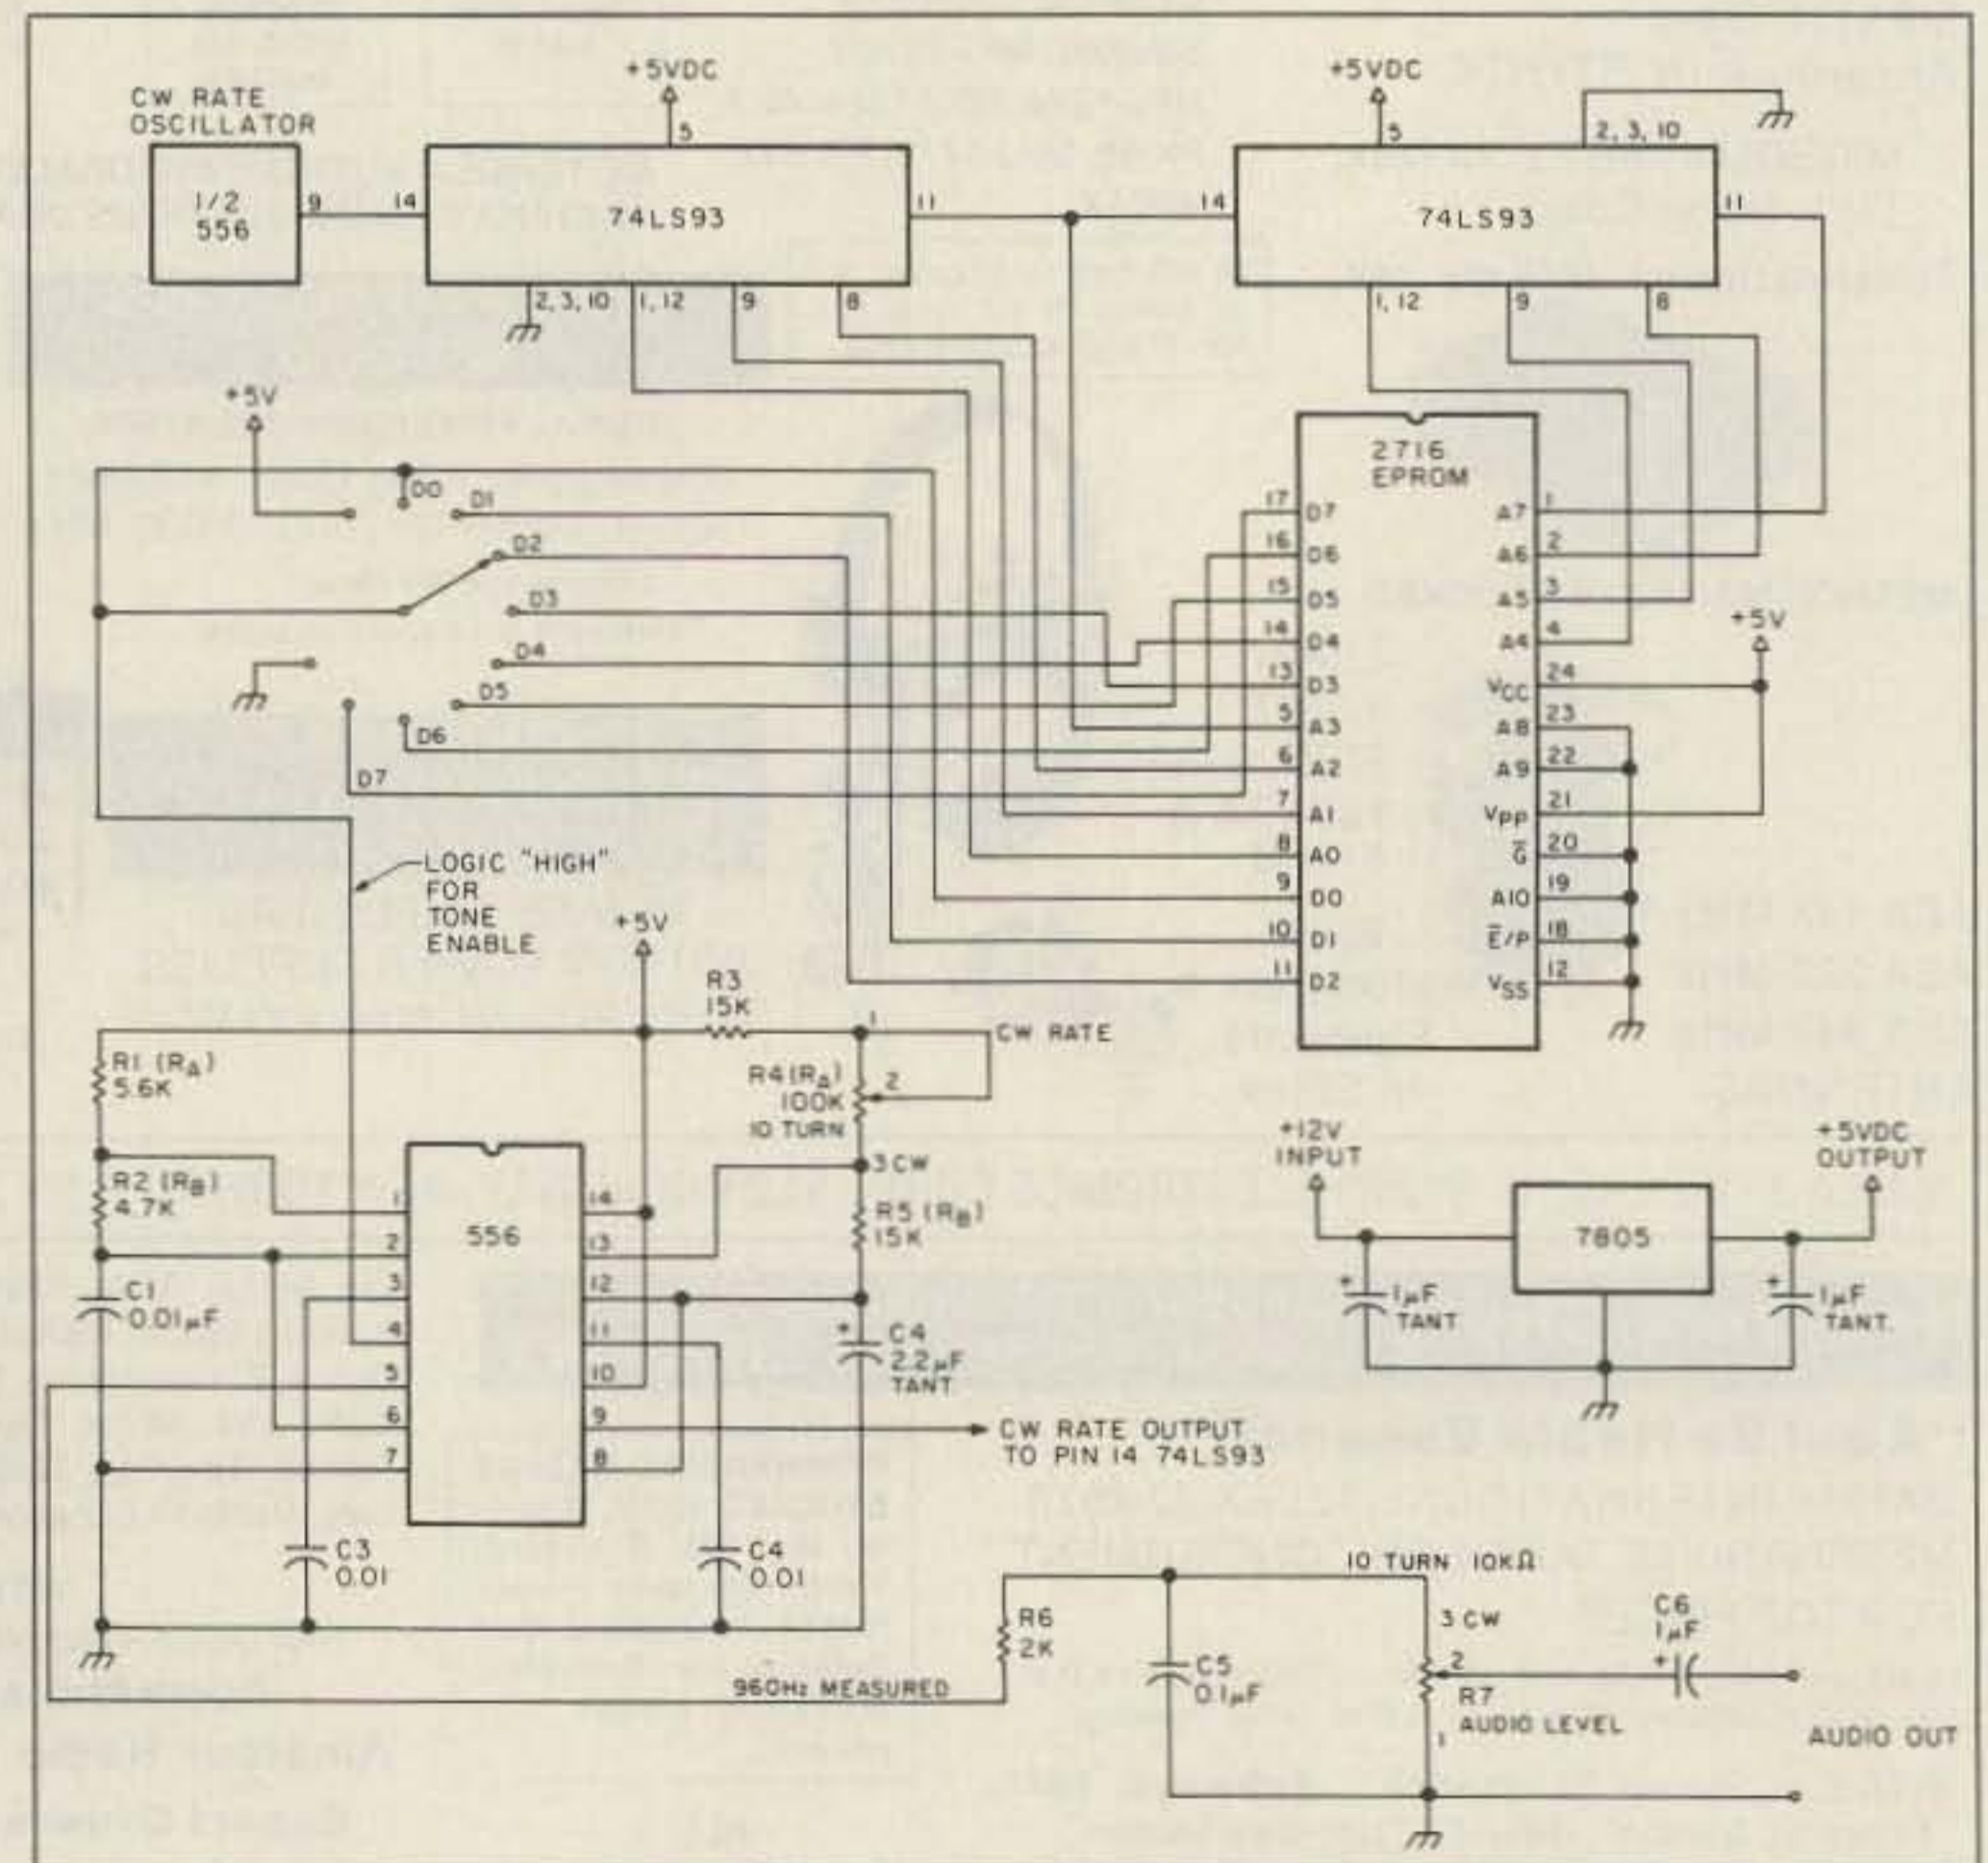 +5VDC
+5VDC
CW RATE
OSCILLATOR
5
5
2, 3, 10
1/2
556
9
14
74LS93
11
14
74LS93
11
2, 3, 10
1, 12
9
8
1, 12
9
8
+5V
2716
EPROM
D0
D1
D2
D3
D4
D5
D6
D7
17 D7
16 D6
15 D5
14 D4
13 D3
5 A3
6 A2
7 A1
8 A0
9 D0
10 D1
11 D2
A7 1
A6 2
A5 3
A4 4
VCC 24
A8 23
A9 22
Vpp 21
G̅ 20
A10 19
E̅/P 18
VSS 12
+5V
LOGIC "HIGH"
FOR
TONE
ENABLE
+5V
R3
15K
1
CW RATE
R1 (RA)
5.6K
R4(RA)
100K
10 TURN
2
3 CW
R2 (RB)
4.7K
R5 (RB)
15K
556
1
2
3
4
5
6
7
14
13
12
11
10
9
8
C1
0.01µF
C4
2.2µF
TANT.
+
CW RATE OUTPUT
TO PIN 14 74LS93
C3
0.01
C4
0.01
+12V
INPUT
+5VDC
OUTPUT
7805
+
1µF
TANT
+
1µF
TANT.
960Hz MEASURED
R6
2K
C5
0.1µF
10 TURN 10KΩ
3 CW
2
R7
AUDIO LEVEL
1
C6
1µF
+
AUDIO OUT